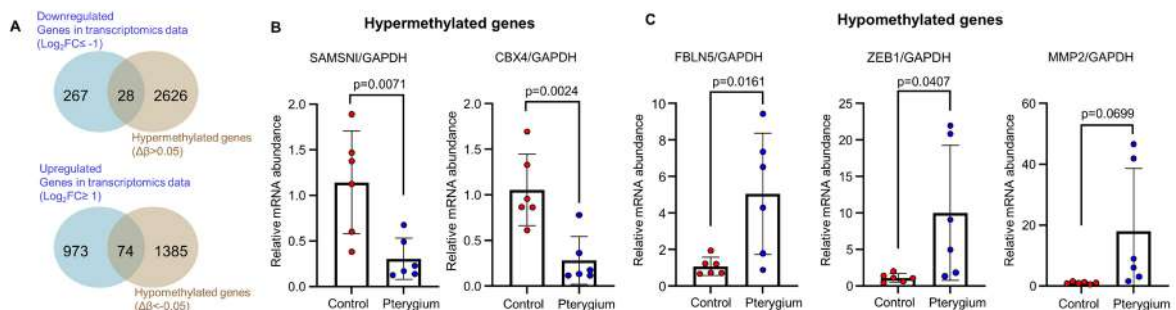 A
Downregulated
Genes in transcriptomics data
(Log₂FC≤ -1)
267 28 2626
Hypermethylated genes
(Δβ>0.05)
Upregulated
Genes in transcriptomics data
(Log₂FC≥ 1)
973 74 1385
Hypomethylated genes
(Δβ<-0.05)
B
Hypermethylated genes
SAMSNI/GAPDH
p=0.0071
Relative mRNA abundance
2.0
1.5
1.0
0.5
0.0
Control Pterygium
CBX4/GAPDH
p=0.0024
Relative mRNA abundance
2.0
1.5
1.0
0.5
0.0
Control Pterygium
C
Hypomethylated genes
FBLN5/GAPDH
p=0.0161
Relative mRNA abundance
10
8
6
4
2
0
Control Pterygium
ZEB1/GAPDH
p=0.0407
Relative mRNA abundance
25
20
15
10
5
0
Control Pterygium
MMP2/GAPDH
p=0.0699
Relative mRNA abundance
60
40
20
0
Control Pterygium